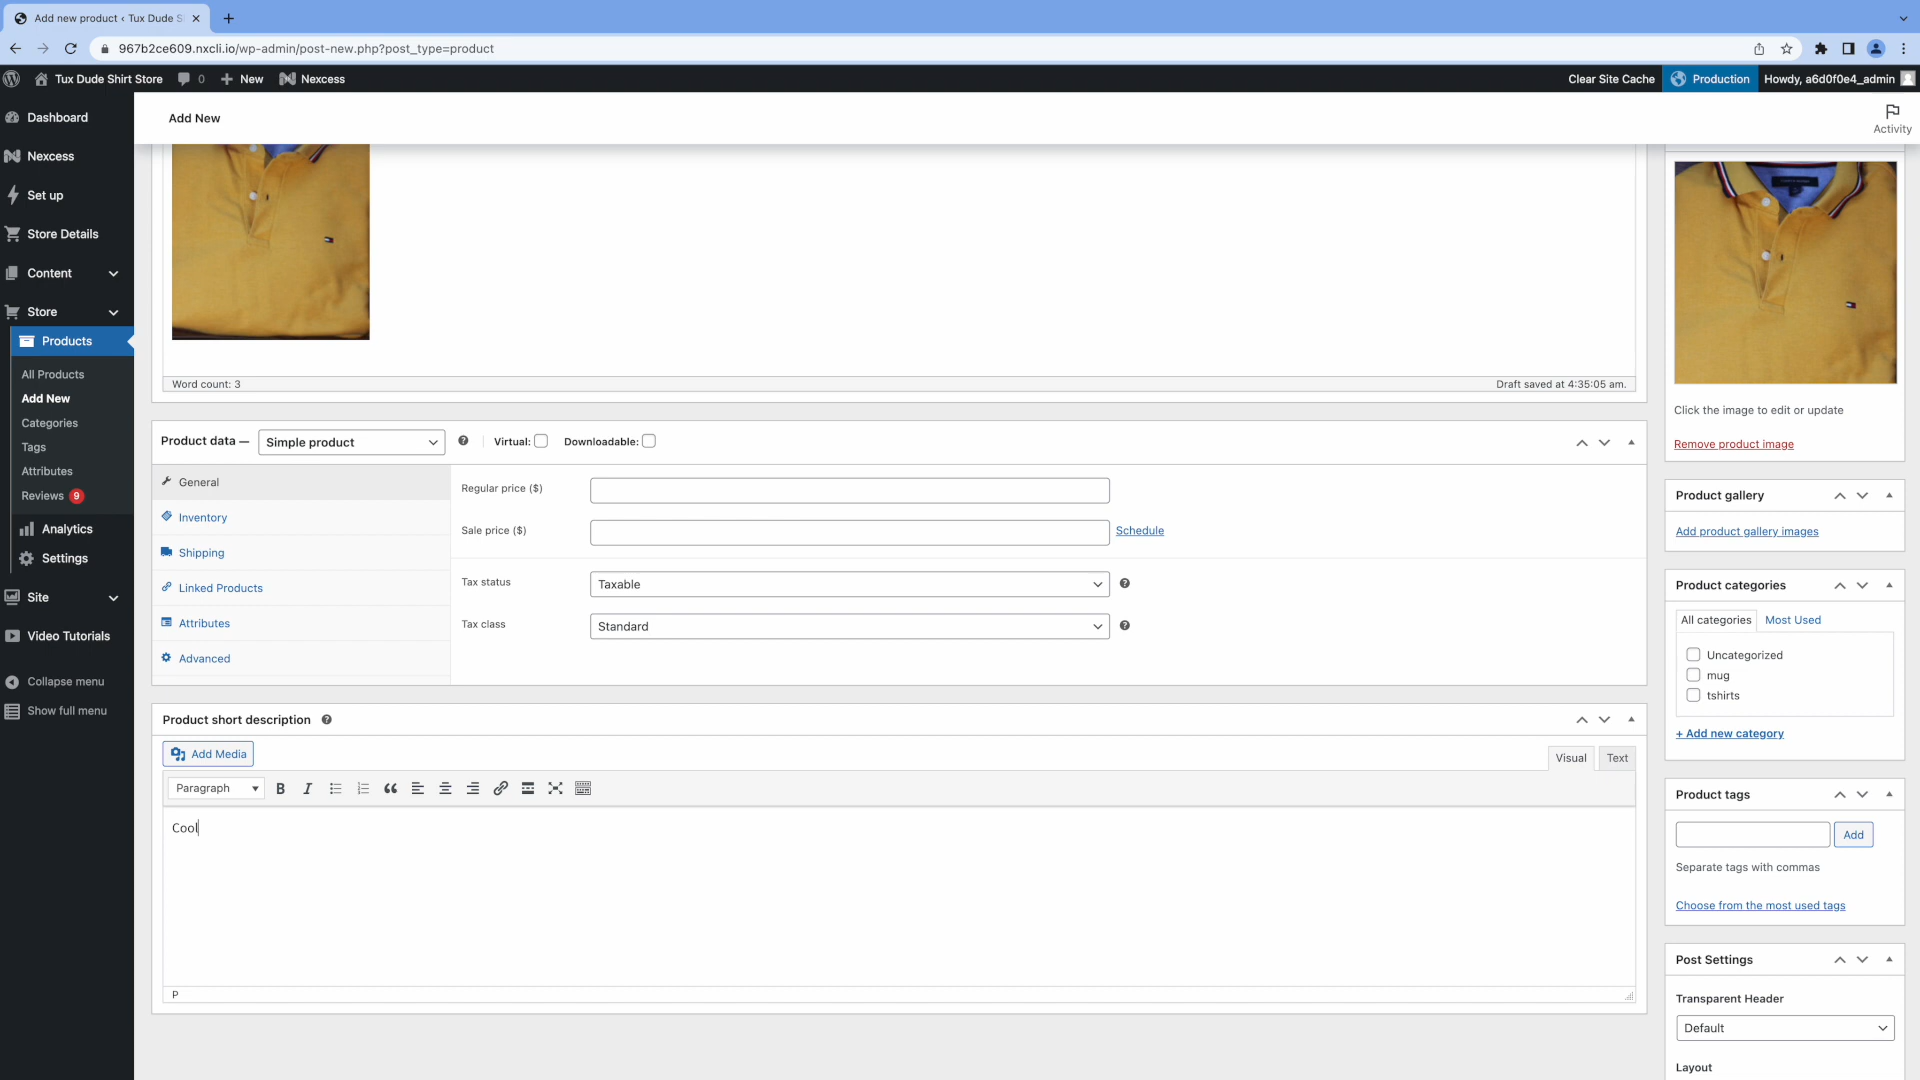 Add new product ‹ Tux Dude S
967b2ce609.nxcli.io/wp-admin/post-new.php?post_type=product
Tux Dude Shirt Store
0
New
Nexcess
Clear Site Cache
Production
Howdy, a6d0f0e4_admin
Dashboard
Nexcess
Set up
Store Details
Content
Store
Products
All Products
Add New
Categories
Tags
Attributes
Reviews 9
Analytics
Settings
Site
Video Tutorials
Collapse menu
Show full menu
Add New
Activity
Word count: 3
Draft saved at 4:35:05 am.
Product data —
Simple product
Virtual:
Downloadable:
General
Inventory
Shipping
Linked Products
Attributes
Advanced
Regular price ($)
Sale price ($)
Schedule
Tax status
Taxable
Tax class
Standard
Product short description
Add Media
Visual
Text
Paragraph
Cool
P
Click the image to edit or update
Remove product image
Product gallery
Add product gallery images
Product categories
All categories
Most Used
Uncategorized
mug
tshirts
+ Add new category
Product tags
Add
Separate tags with commas
Choose from the most used tags
Post Settings
Transparent Header
Default
Layout